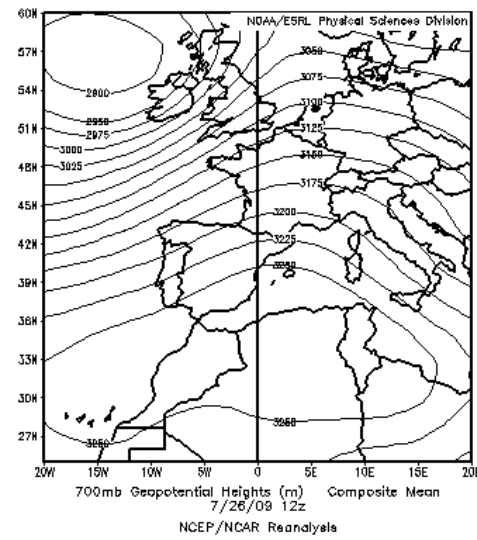 60N NOAA/ESRL Physical Sciences Division
57N 3050
3075
54N 2900 3100
2950
51N 2975 3125
3000
48N 3025 3150
45N 3175
42N 3200
3225
39N
36N
33N
30N
27N 3250
3250
20W 15W 10W 5W 0 5E 10E 15E 20E
700mb Geopotential Heights (m) Composite Mean
7/26/09 12z
NCEP/NCAR Reanalysis